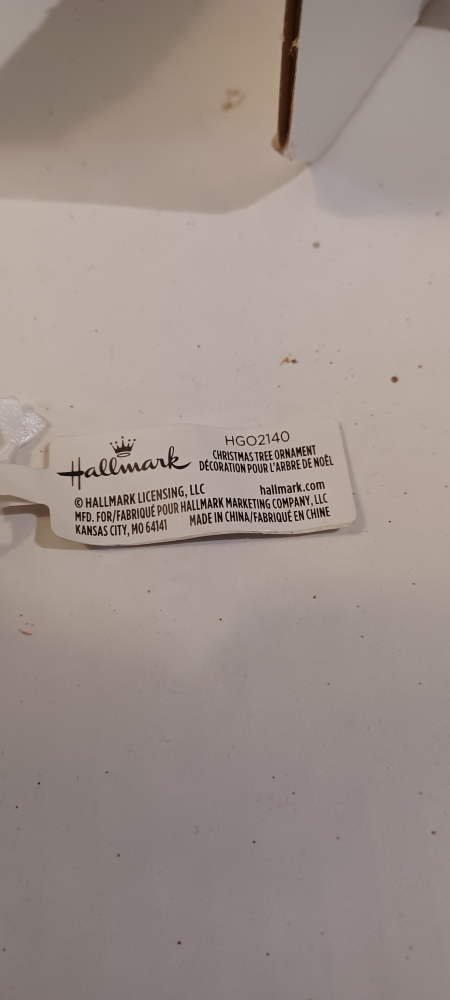 Hallmark
HGO2140
CHRISTMAS TREE ORNAMENT
DÉCORATION POUR L'ARBRE DE NOËL
© HALLMARK LICENSING, LLC hallmark.com
MFD. FOR/FABRIQUÉ POUR HALLMARK MARKETING COMPANY, LLC
KANSAS CITY, MO 64141 MADE IN CHINA/FABRIQUÉ EN CHINE